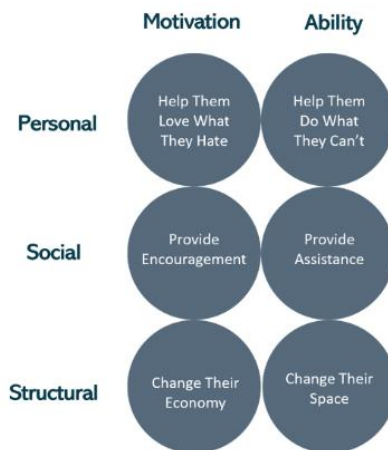 Motivation Ability
Personal
Help Them
Love What
They Hate
Help Them
Do What
They Can't
Social
Provide
Encouragement
Provide
Assistance
Structural
Change Their
Economy
Change Their
Space